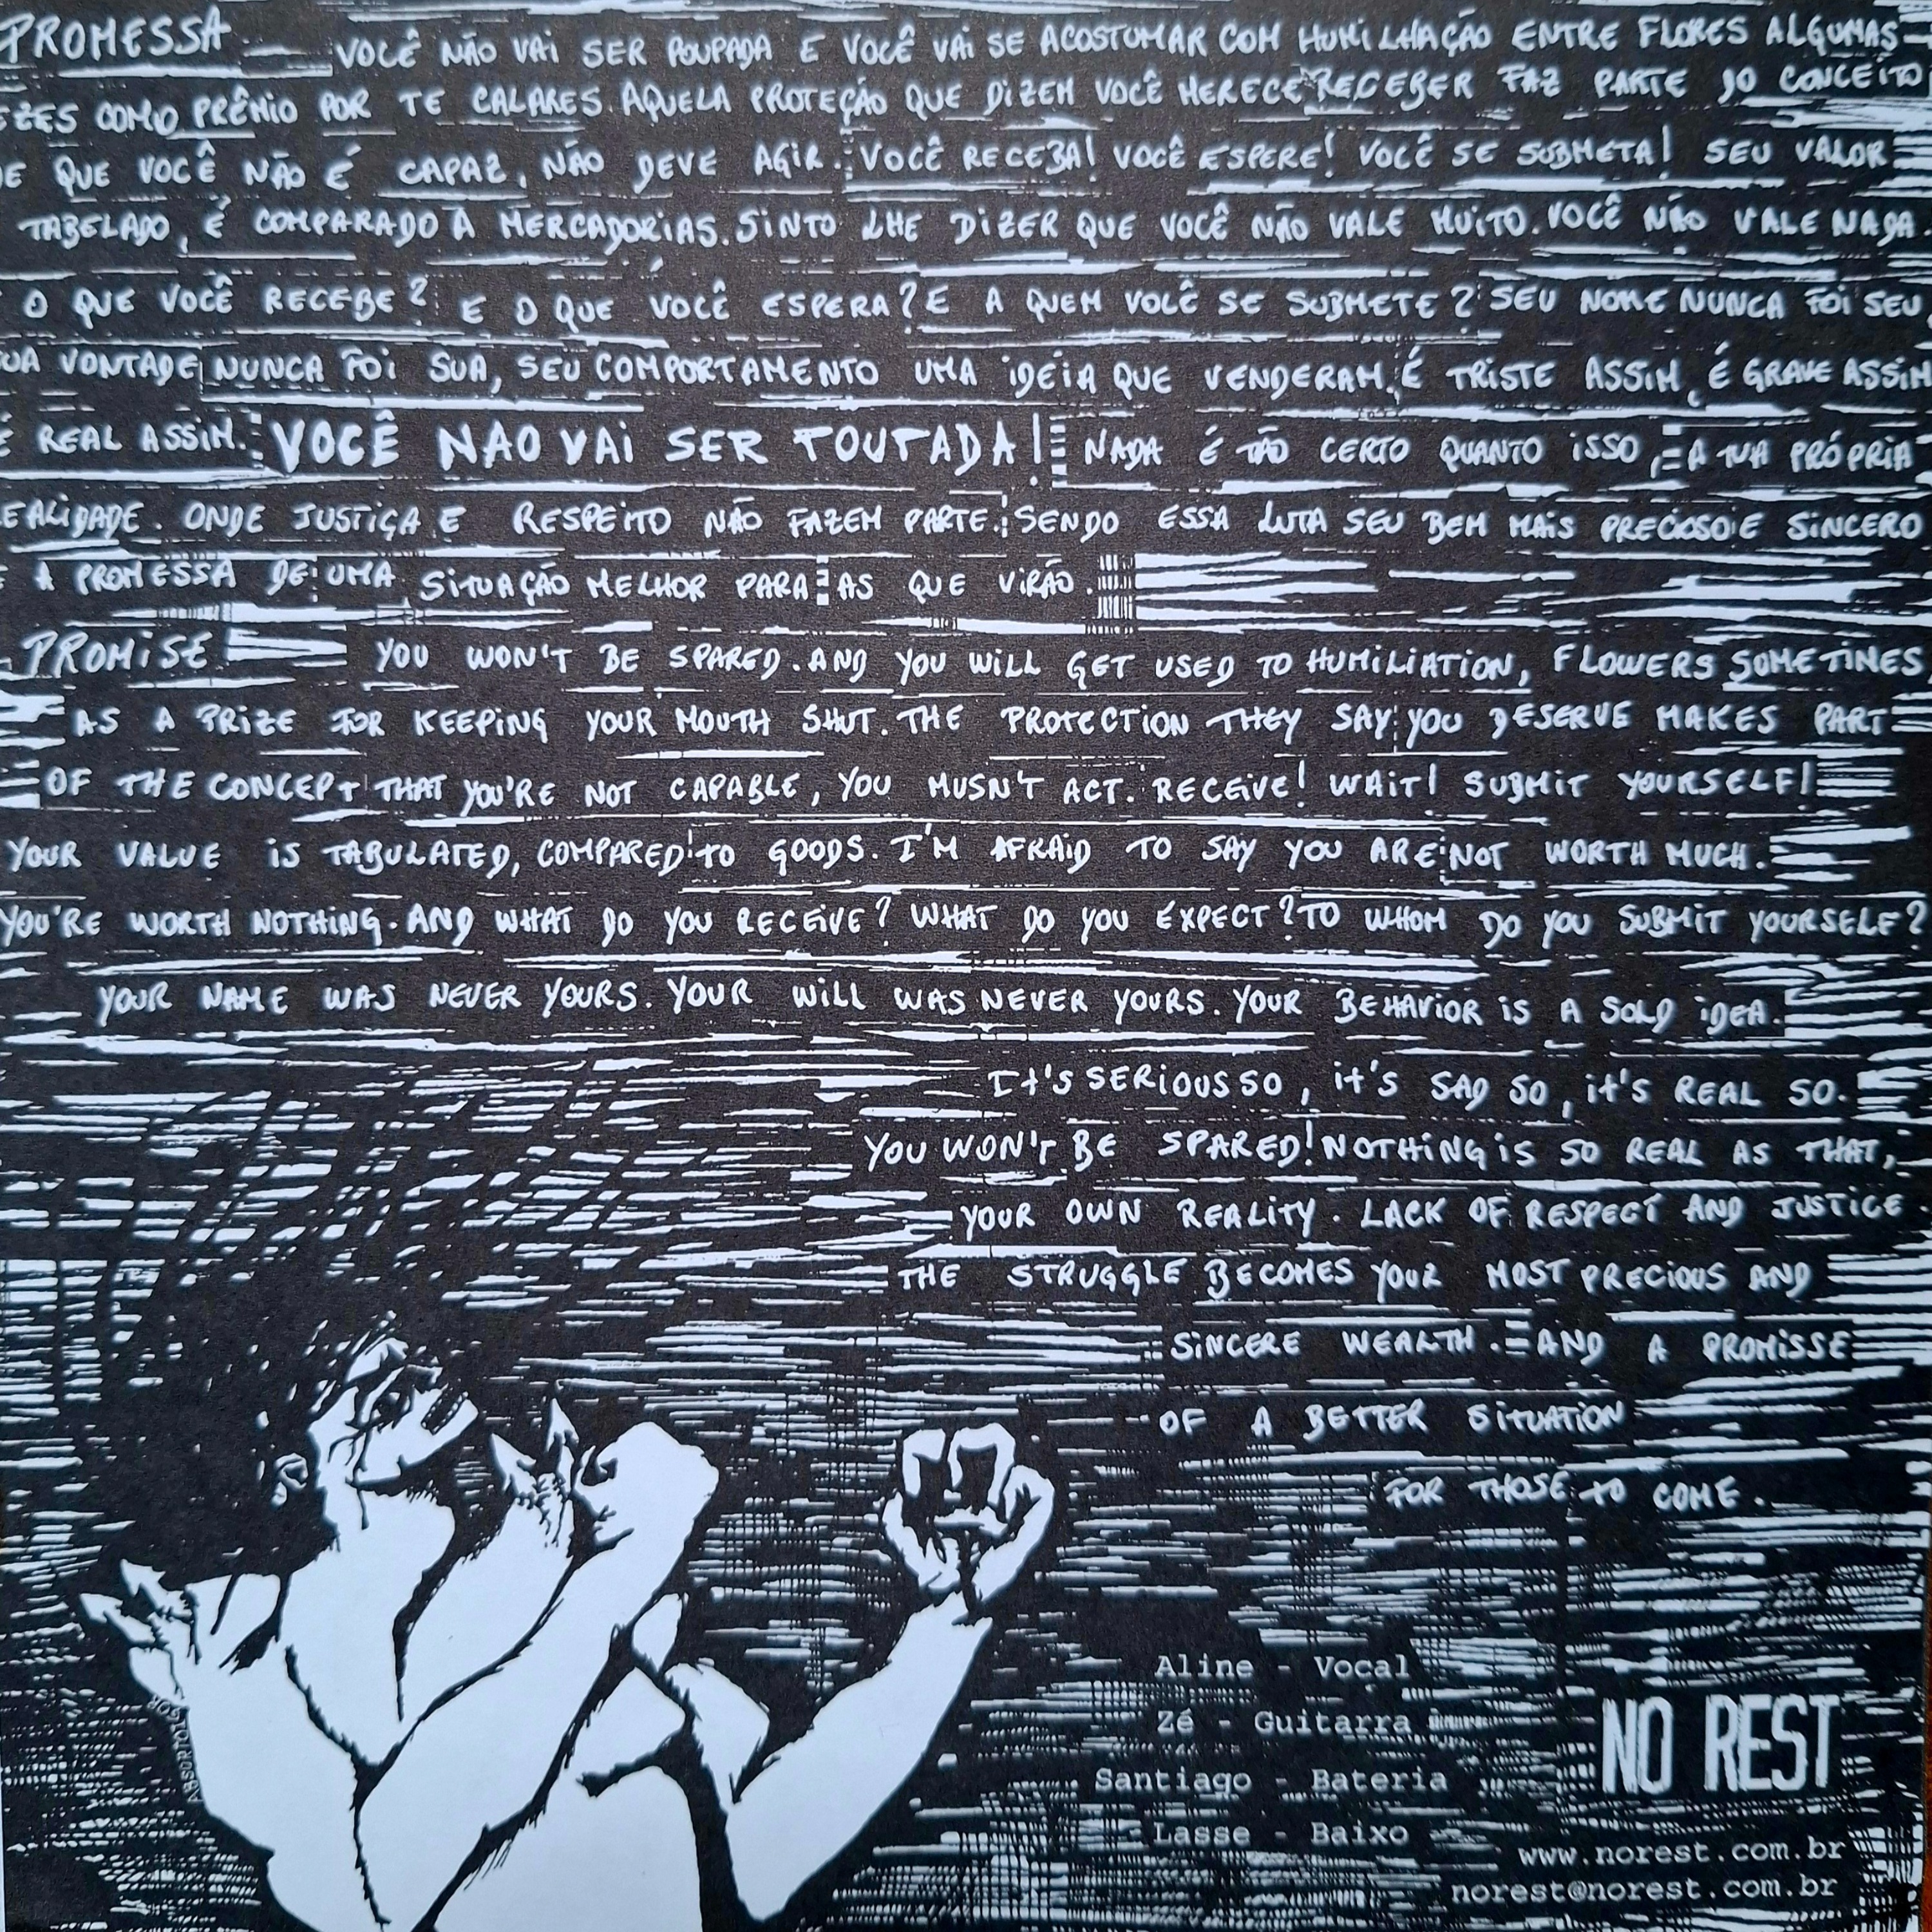 PROMESSA VOCÊ NÃO VAI SER POUPADA E VOCÊ VAI SE ACOSTUMAR COM HUMILHAÇÃO ENTRE FLORES ALGUMAS
EZES COMO PRÊMIO POR TE CALARES. AQUELA PROTEÇÃO QUE DIZEM VOCÊ MERECE RECEBER FAZ PARTE DO CONCEITO
E QUE VOCÊ NÃO É CAPAZ, NÃO DEVE AGIR. VOCÊ RECEBA! VOCÊ ESPERE! VOCÊ SE SUBMETA! SEU VALOR
TABELADO, É COMPARADO A MERCADORIAS. SINTO LHE DIZER QUE VOCÊ NÃO VALE MUITO. VOCÊ NÃO VALE NADA
O QUE VOCÊ RECEBE? E O QUE VOCÊ ESPERA? E A QUEM VOCÊ SE SUBMETE? SEU NOME NUNCA FOI SEU
UA VONTADE NUNCA FOI SUA, SEU COMPORTAMENTO UMA IDEIA QUE VENDERAM, É TRISTE ASSIM, É GRAVE ASSIM
É REAL ASSIM. VOCÊ NAO VAI SER POUPADA! NADA É TÃO CERTO QUANTO ISSO, A TUA PRÓPRIA
EALIDADE. ONDE JUSTIÇA E RESPEITO NÃO FAZEM PARTE. SENDO ESSA LUTA SEU BEM MAIS PRECIOSO E SINCERO
E A PROMESSA DE UMA SITUAÇÃO MELHOR PARA AS QUE VIRÃO.
PROMISE YOU WON'T BE SPARED. AND YOU WILL GET USED TO HUMILIATION, FLOWERS SOMETIMES
AS A PRIZE FOR KEEPING YOUR MOUTH SHUT. THE PROTECTION THEY SAY YOU DESERVE MAKES PART
OF THE CONCEPT THAT YOU'RE NOT CAPABLE, YOU MUSN'T ACT. RECEIVE! WAIT! SUBMIT YOURSELF!
YOUR VALUE IS TABULATED, COMPARED TO GOODS. I'M AFRAID TO SAY YOU ARE NOT WORTH MUCH.
YOU'RE WORTH NOTHING. AND WHAT DO YOU RECEIVE? WHAT DO YOU EXPECT? TO WHOM DO YOU SUBMIT YOURSELF?
YOUR NAME WAS NEVER YOURS. YOUR WILL WAS NEVER YOURS. YOUR BEHAVIOR IS A SOLD IDEA.
It's SERIOUS SO, it's SAD SO, it's REAL SO.
YOU WON'T BE SPARED! NOTHING IS SO REAL AS THAT,
YOUR OWN REALITY. LACK OF RESPECT AND JUSTICE
THE STRUGGLE BECOMES YOUR MOST PRECIOUS AND
SINCERE WEALTH. AND A PROMISSE
OF A BETTER SITUATION
FOR THOSE TO COME.
Aline - Vocal
Zé - Guitarra
Santiago - Bateria
Lasse - Baixo
NO REST
www.norest.com.br
norest@norest.com.br